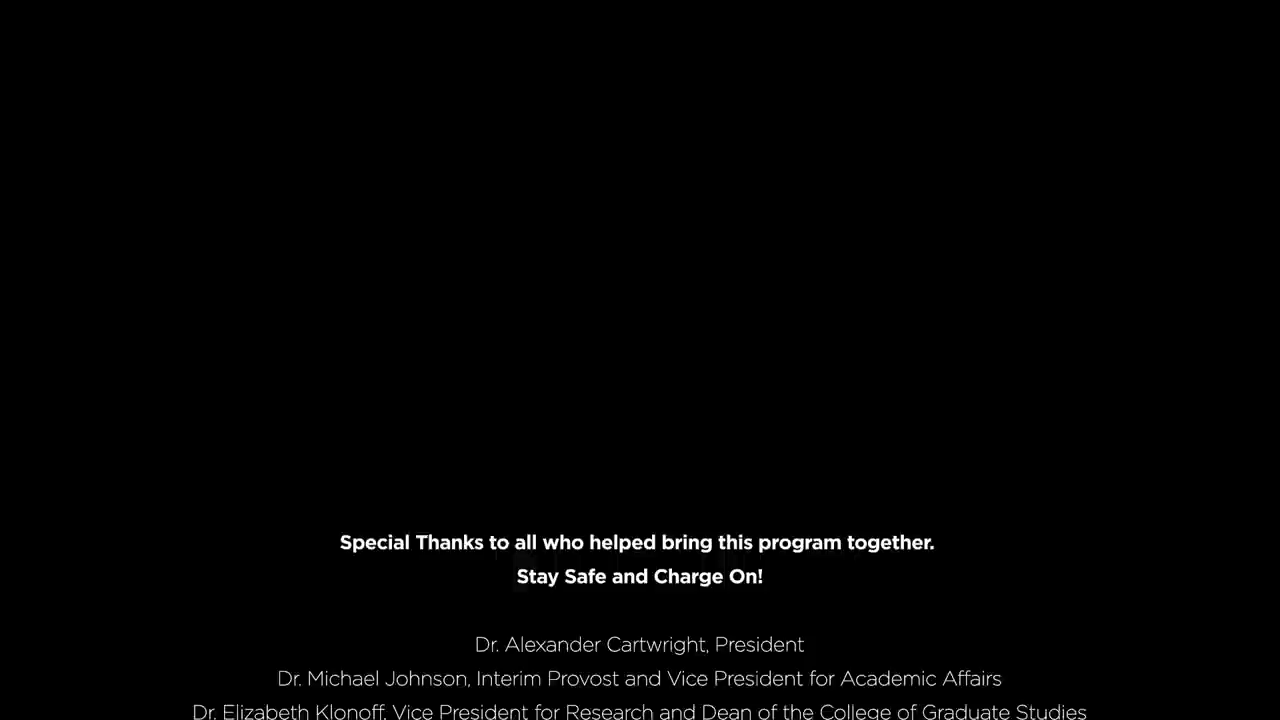 Special Thanks to all who helped bring this program together.
Stay Safe and Charge On!
Dr. Alexander Cartwright, President
Dr. Michael Johnson, Interim Provost and Vice President for Academic Affairs
Dr. Elizabeth Klonoff, Vice President for Research and Dean of the College of Graduate Studies